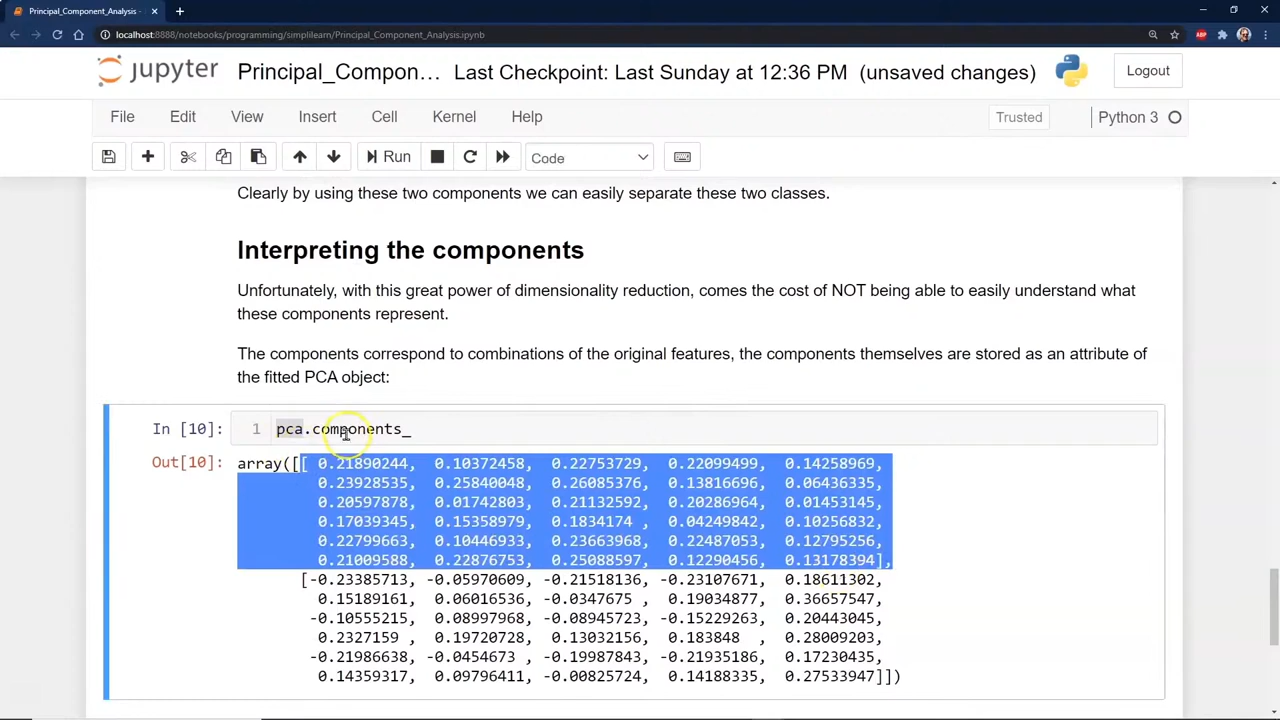 Principal_Component_Analysis -
localhost:8888/notebooks/programming/simplilearn/Principal_Component_Analysis.ipynb
ABP
jupyter Principal_Compon... Last Checkpoint: Last Sunday at 12:36 PM (unsaved changes) Logout
File Edit View Insert Cell Kernel Help Trusted Python 3
Run Code
Clearly by using these two components we can easily separate these two classes.
Interpreting the components
Unfortunately, with this great power of dimensionality reduction, comes the cost of NOT being able to easily understand what
these components represent.
The components correspond to combinations of the original features, the components themselves are stored as an attribute of
the fitted PCA object:
In [10]: 1 pca.components_
Out[10]: array([[ 0.21890244, 0.10372458, 0.22753729, 0.22099499, 0.14258969,
0.23928535, 0.25840048, 0.26085376, 0.13816696, 0.06436335,
0.20597878, 0.01742803, 0.21132592, 0.20286964, 0.01453145,
0.17039345, 0.15358979, 0.1834174 , 0.04249842, 0.10256832,
0.22799663, 0.10446933, 0.23663968, 0.22487053, 0.12795256,
0.21009588, 0.22876753, 0.25088597, 0.12290456, 0.13178394],
[-0.23385713, -0.05970609, -0.21518136, -0.23107671, 0.18611302,
0.15189161, 0.06016536, -0.0347675 , 0.19034877, 0.36657547,
-0.10555215, 0.08997968, -0.08945723, -0.15229263, 0.20443045,
0.2327159 , 0.19720728, 0.13032156, 0.183848 , 0.28009203,
-0.21986638, -0.0454673 , -0.19987843, -0.21935186, 0.17230435,
0.14359317, 0.09796411, -0.00825724, 0.14188335, 0.27533947]])